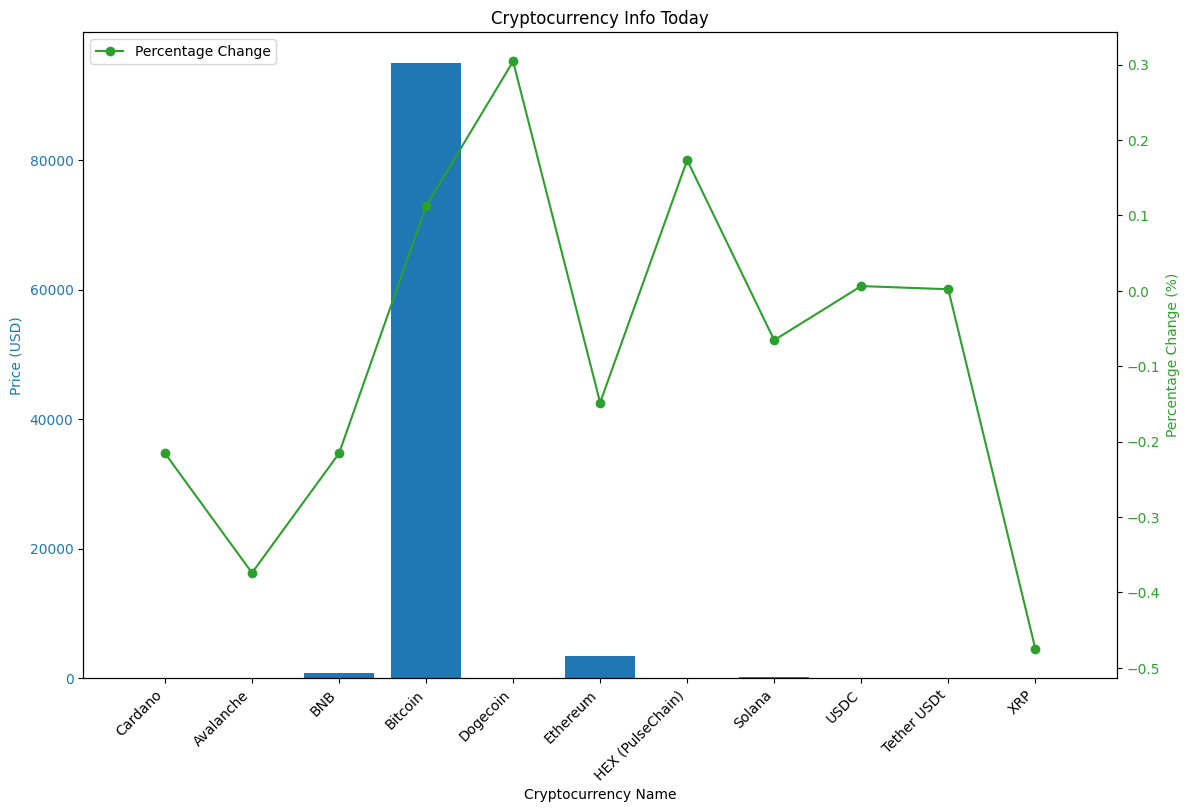 Cryptocurrency Info Today
Percentage Change
80000
60000
40000
20000
0
Price (USD)
0.3
0.2
0.1
0.0
−0.1
−0.2
−0.3
−0.4
−0.5
Percentage Change (%)
Cardano
Avalanche
BNB
Bitcoin
Dogecoin
Ethereum
HEX (PulseChain)
Solana
USDC
Tether USDt
XRP
Cryptocurrency Name